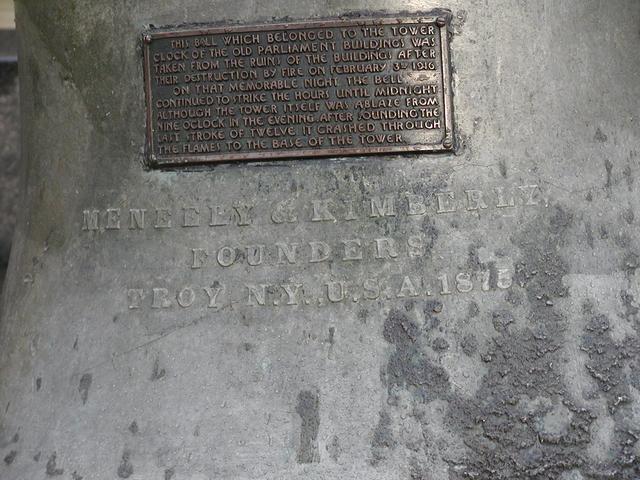 THIS BELL WHICH BELONGED TO THE TOWER
CLOCK OF THE OLD PARLIAMENT BUILDINGS WAS
TAKEN FROM THE RUINS OF THE BUILDINGS AFTER
THEIR DESTRUCTION BY FIRE ON FEBRUARY 3RD 1916
ON THAT MEMORABLE NIGHT THE BELL
CONTINUED TO STRIKE THE HOURS UNTIL MIDNIGHT
ALTHOUGH THE TOWER ITSELF WAS ABLAZE FROM
NINE OCLOCK IN THE EVENING. AFTER SOUNDING THE
LAST STROKE OF TWELVE IT CRASHED THROUGH
THE FLAMES TO THE BASE OF THE TOWER
MENEELY & KIMBERLY
FOUNDERS
TROY, N.Y., U.S.A. 1875